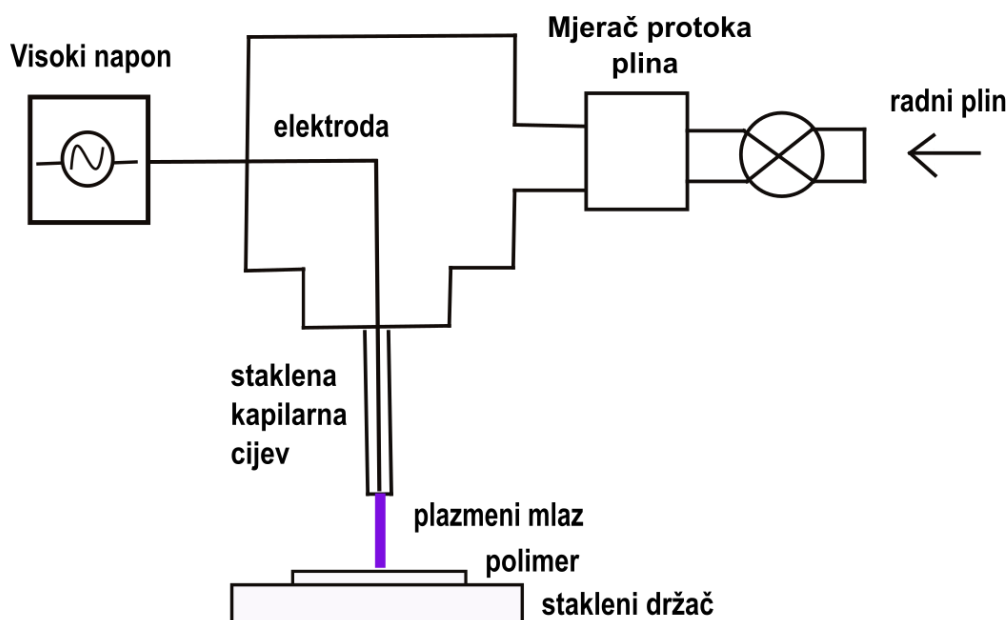 Visoki napon
elektroda
Mjerač protoka
plina
radni plin
staklena
kapilarna
cijev
plazmeni mlaz
polimer
stakleni držač